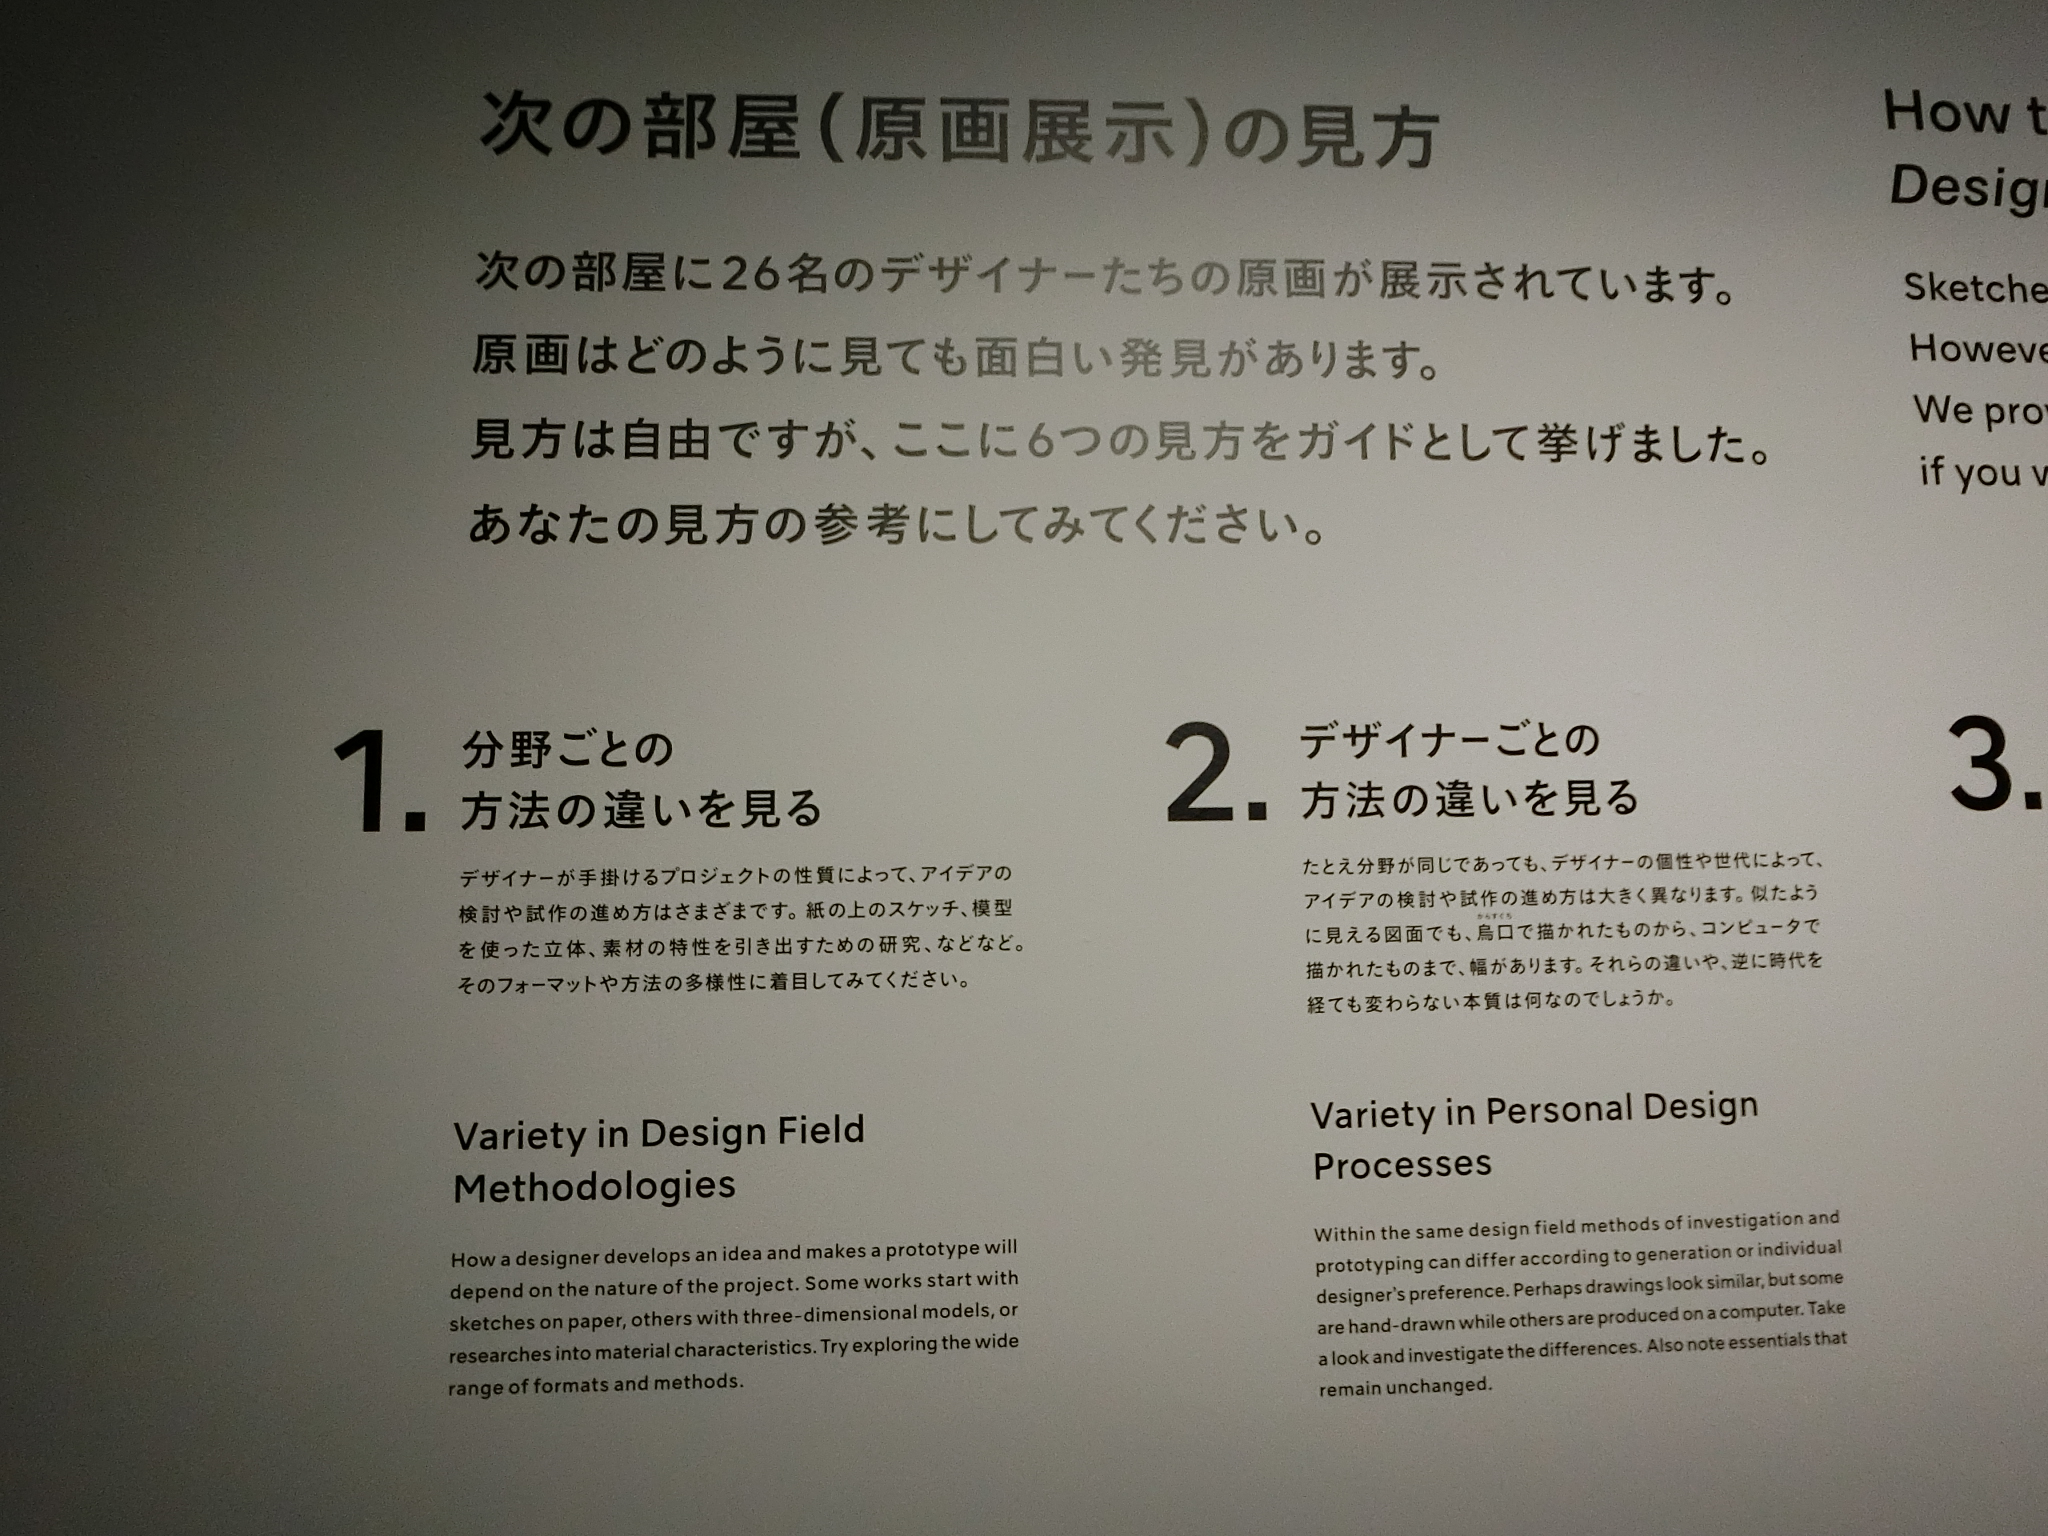 次の部屋(原画展示)の見方
次の部屋に26名のデザイナーたちの原画が展示されています。
原画はどのように見ても面白い発見があります。
見方は自由ですが、ここに6つの見方をガイドとして挙げました。
あなたの見方の参考にしてみてください。
How t
Design
Sketche
Howeve
We prov
if you w
1.
分野ごとの
方法の違いを見る
デザイナーが手掛けるプロジェクトの性質によって、アイデアの
検討や試作の進め方はさまざまです。紙の上のスケッチ、模型
を使った立体、素材の特性を引き出すための研究、などなど。
そのフォーマットや方法の多様性に着目してみてください。
Variety in Design Field
Methodologies
How a designer develops an idea and makes a prototype will
depend on the nature of the project. Some works start with
sketches on paper, others with three-dimensional models, or
researches into material characteristics. Try exploring the wide
range of formats and methods.
2.
デザイナーごとの
方法の違いを見る
たとえ分野が同じであっても、デザイナーの個性や世代によって、
アイデアの検討や試作の進め方は大きく異なります。似たよう
からすぐち
に見える図面でも、烏口で描かれたものから、コンピュータで
描かれたものまで、幅があります。それらの違いや、逆に時代を
経ても変わらない本質は何なのでしょうか。
Variety in Personal Design
Processes
Within the same design field methods of investigation and
prototyping can differ according to generation or individual
designer's preference. Perhaps drawings look similar, but some
are hand-drawn while others are produced on a computer. Take
a look and investigate the differences. Also note essentials that
remain unchanged.
3.